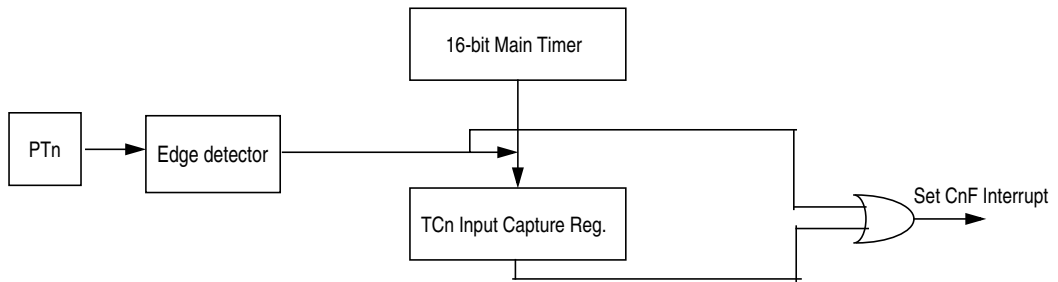 16-bit Main Timer
PTn
Edge detector
TCn Input Capture Reg.
Set CnF Interrupt